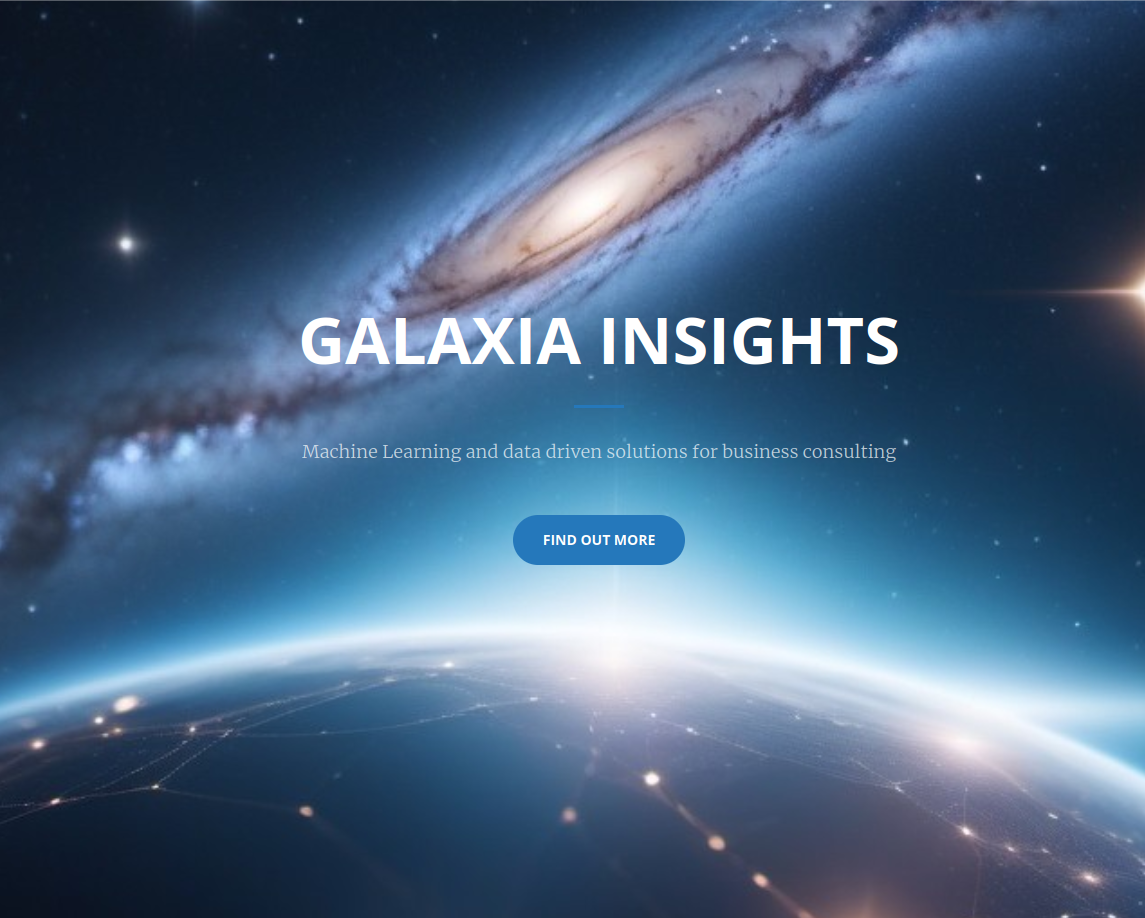 GALAXIA INSIGHTS
Machine Learning and data driven solutions for business consulting
FIND OUT MORE